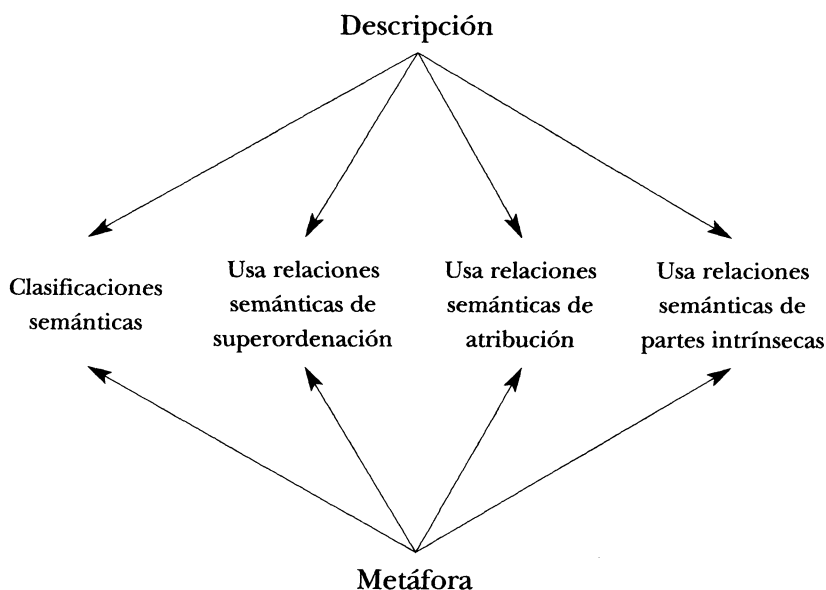 Descripción
Clasificaciones
semánticas
Usa relaciones
semánticas de
superordenación
Usa relaciones
semánticas de
atribución
Usa relaciones
semánticas de
partes intrínsecas
Metáfora